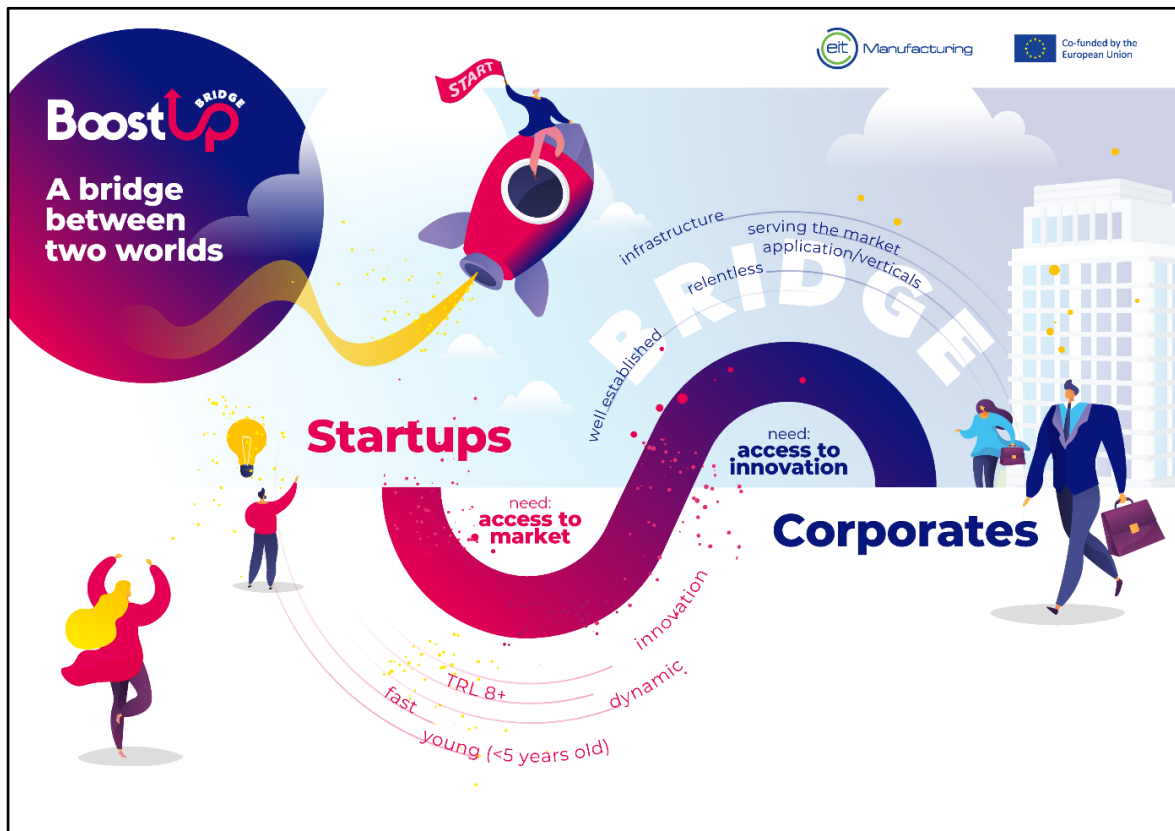 eit Manufacturing
Co-funded by the
European Union
BoostUp
BRIDGE
A bridge
between
two worlds
START
infrastructure
serving the market
application/verticals
relentless
well established
BRIDGE
Startups
need:
access to
market
need:
access to
innovation
Corporates
innovation
dynamic
TRL 8+
fast
young (<5 years old)